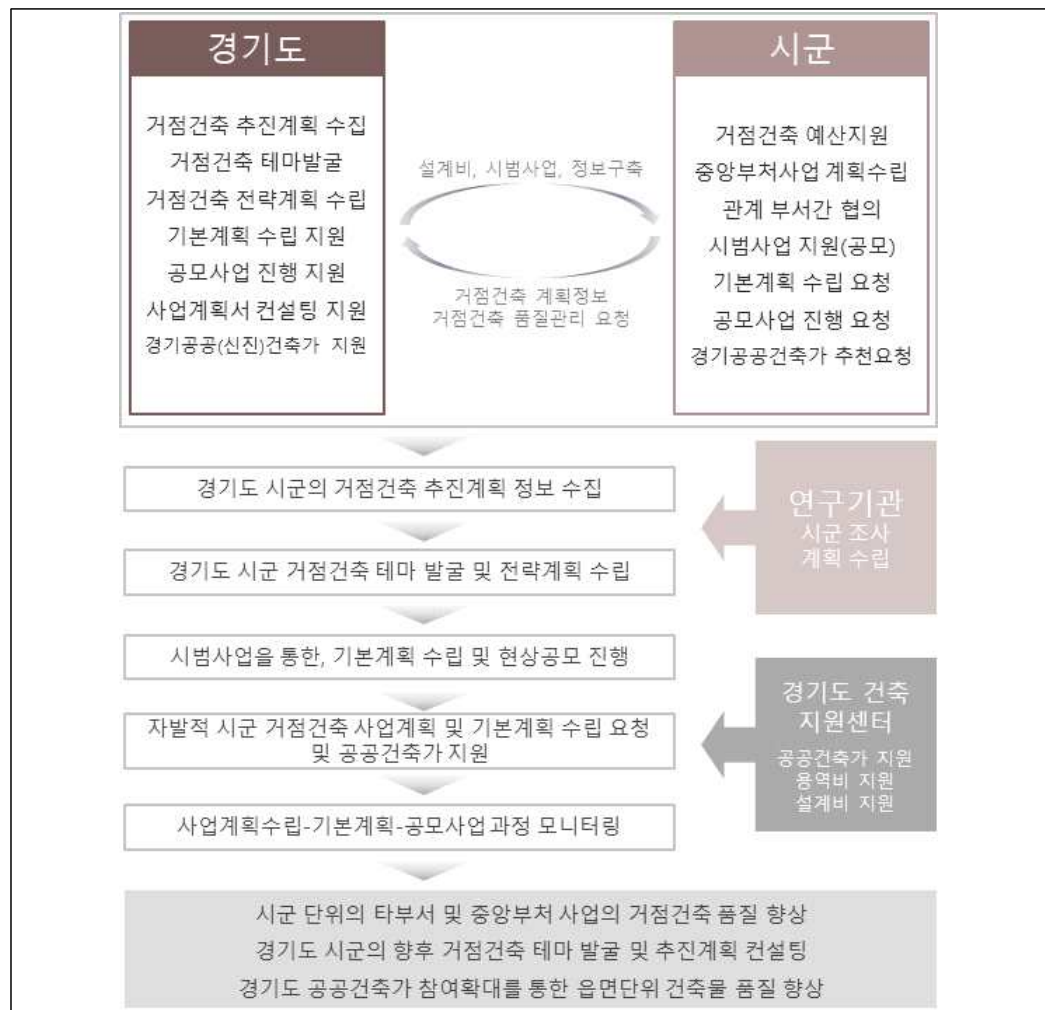 경기도
거점건축 추진계획 수집
거점건축 테마발굴
거점건축 전략계획 수립
기본계획 수립 지원
공모사업 진행 지원
사업계획서 컨설팅 지원
경기공공(신진)건축가 지원
설계비, 시범사업, 정보구축
거점건축 계획정보
거점건축 품질관리 요청
시군
거점건축 예산지원
중앙부처사업 계획수립
관계 부서간 협의
시범사업 지원(공모)
기본계획 수립 요청
공모사업 진행 요청
경기공공건축가 추천요청
경기도 시군의 거점건축 추진계획 정보 수집
경기도 시군 거점건축 테마 발굴 및 전략계획 수립
연구기관
시군 조사
계획 수립
시범사업을 통한, 기본계획 수립 및 현상공모 진행
자발적 시군 거점건축 사업계획 및 기본계획 수립 요청
및 공공건축가 지원
사업계획수립-기본계획-공모사업과정 모니터링
경기도 건축
지원센터
공공건축가 지원
용역비 지원
설계비 지원
시군 단위의 타부서 및 중앙부처 사업의 거점건축 품질 향상
경기도 시군의 향후 거점건축 테마 발굴 및 추진계획 컨설팅
경기도 공공건축가 참여확대를 통한 읍면단위 건축물 품질 향상